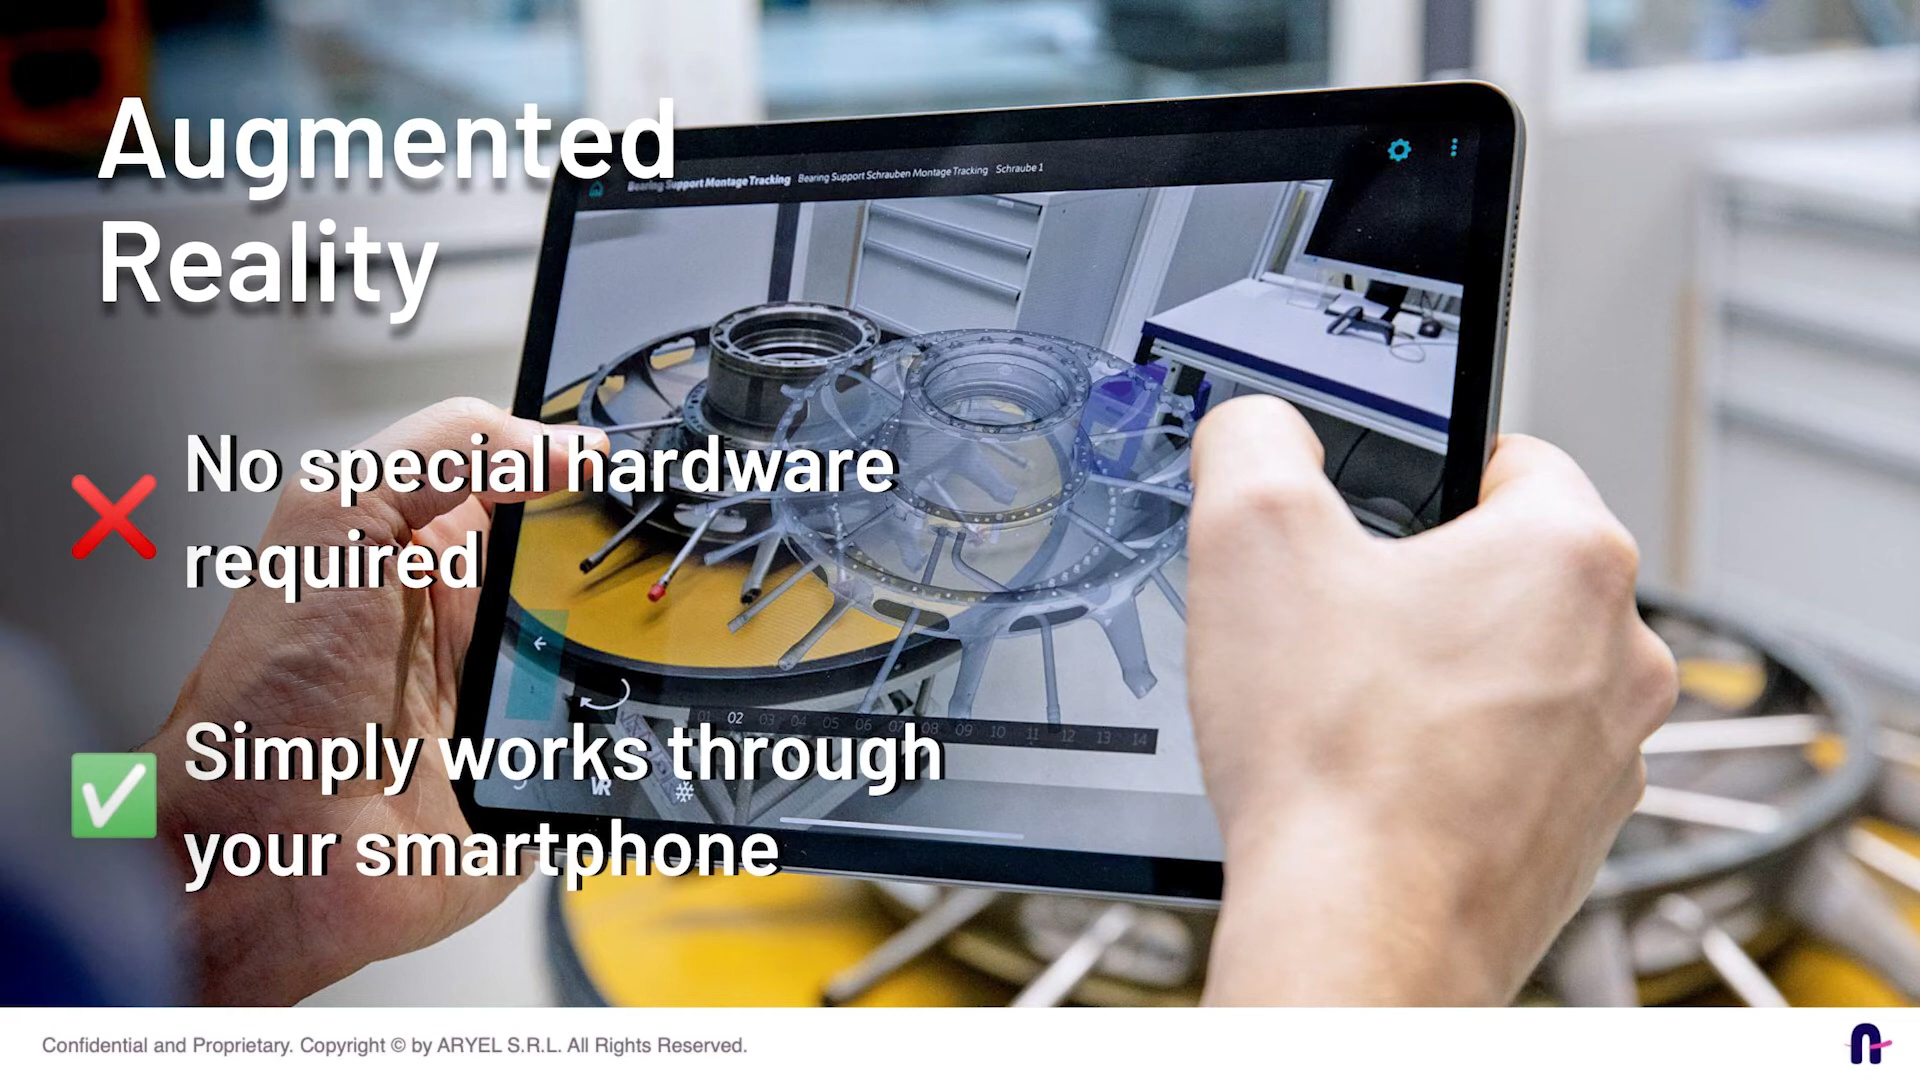 Augmented
Reality
Bearing Support Montage Tracking Bearing Support Schrauben Montage Tracking Schraube 1
No special hardware
required
01 02 03 04 05 06 07 08 09 10 11 12 13 14
Simply works through
VR
your smartphone
Confidential and Proprietary. Copyright © by ARYEL S.R.L. All Rights Reserved.